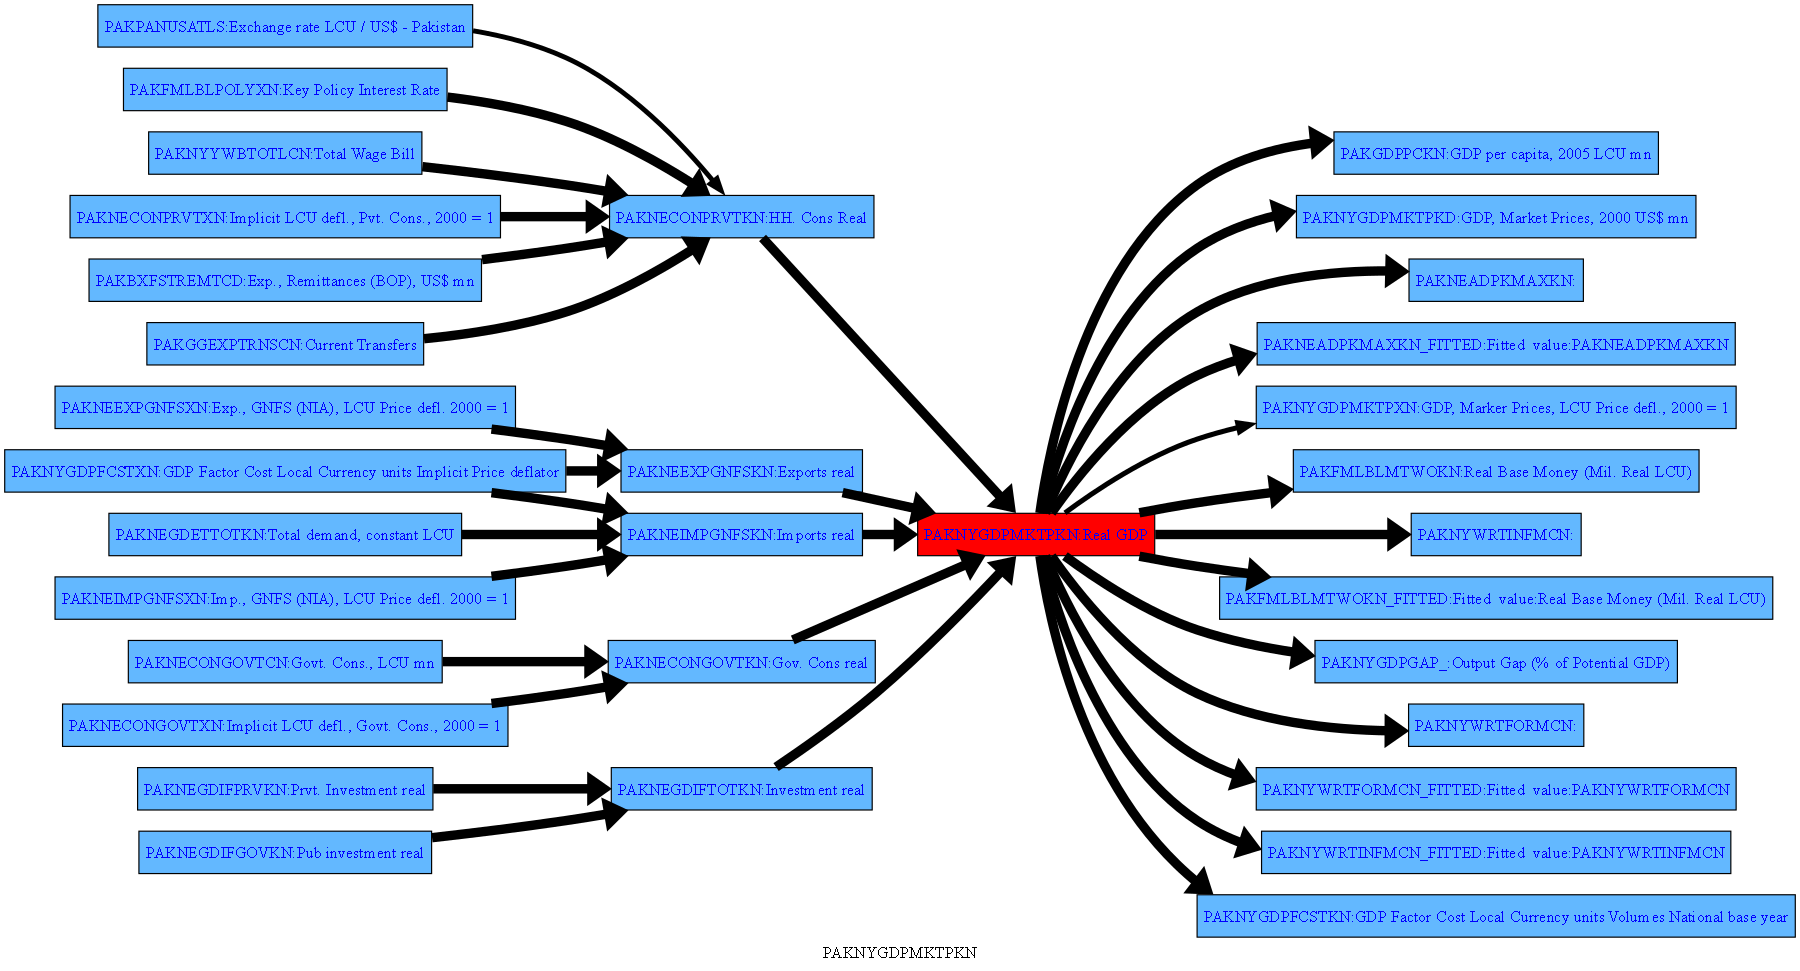 PAKPANUSATLS:Exchange rate LCU / US$ - Pakistan
PAKFMLBLPOLYXN:Key Policy Interest Rate
PAKNYYWBTOTLCN:Total Wage Bill
PAKNECONPRVTXN:Implicit LCU defl., Pvt. Cons., 2000 = 1
PAKBXFSTREMTCD:Exp., Remittances (BOP), US$ mn
PAKGGEXPTRNSCN:Current Transfers
PAKNEEXPGNFSXN:Exp., GNFS (NIA), LCU Price defl. 2000 = 1
PAKNYGDPFCSTXN:GDP Factor Cost Local Currency units Implicit Price deflator
PAKNEGDETTOTKN:Total demand, constant LCU
PAKNEIMPGNFSXN:Imp., GNFS (NIA), LCU Price defl. 2000 = 1
PAKNECONGOVTCN:Govt. Cons., LCU mn
PAKNECONGOVTXN:Implicit LCU defl., Govt. Cons., 2000 = 1
PAKNEGDIFPRVKN:Prvt. Investment real
PAKNEGDIFGOVKN:Pub investment real
PAKNECONPRVTKN:HH. Cons Real
PAKNEEXPGNFSKN:Exports real
PAKNEIMPGNFSKN:Imports real
PAKNECONGOVTKN:Gov. Cons real
PAKNEGDIFTOTKN:Investment real
PAKNYGDPMKTPKN:Real GDP
PAKGDPPCKN:GDP per capita, 2005 LCU mn
PAKNYGDPMKTPKD:GDP, Market Prices, 2000 US$ mn
PAKNEADPKMAXKN:
PAKNEADPKMAXKN_FITTED:Fitted value:PAKNEADPKMAXKN
PAKNYGDPMKTPXN:GDP, Marker Prices, LCU Price defl., 2000 = 1
PAKFMLBLMTWOKN:Real Base Money (Mil. Real LCU)
PAKNYWRTINFMCN:
PAKFMLBLMTWOKN_FITTED:Fitted value:Real Base Money (Mil. Real LCU)
PAKNYGDPGAP_:Output Gap (% of Potential GDP)
PAKNYWRTFORMCN:
PAKNYWRTFORMCN_FITTED:Fitted value:PAKNYWRTFORMCN
PAKNYWRTINFMCN_FITTED:Fitted value:PAKNYWRTINFMCN
PAKNYGDPFCSTKN:GDP Factor Cost Local Currency units Volumes National base year
PAKNYGDPMKTPKN